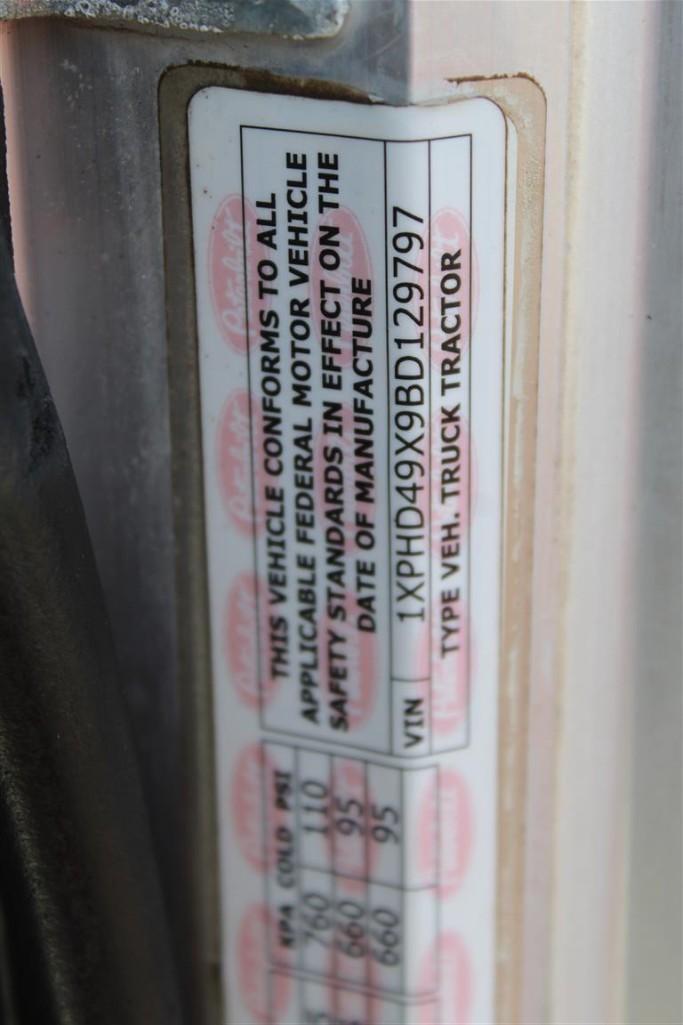 THIS VEHICLE CONFORMS TO ALL
APPLICABLE FEDERAL MOTOR VEHICLE
SAFETY STANDARDS IN EFFECT ON THE
DATE OF MANUFACTURE
VIN 1XPHD49X9BD129797
TYPE VEH. TRUCK TRACTOR
KPA COLD PSI
760 110
660 95
660 95
Peterbilt